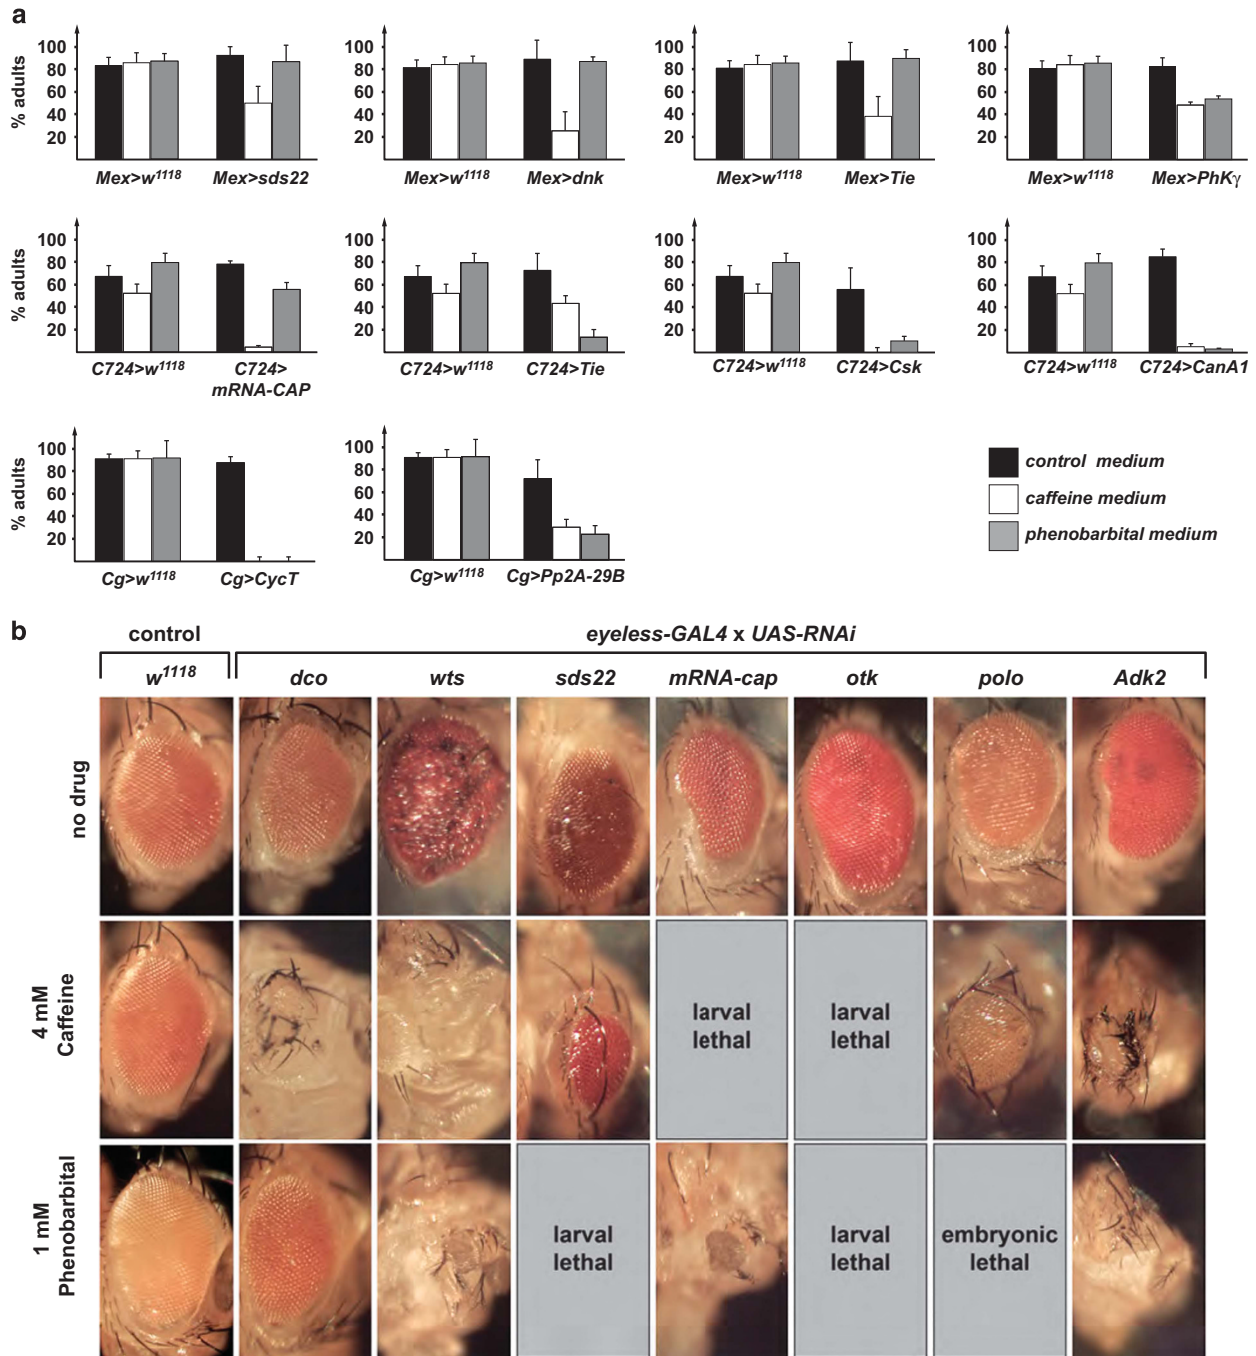 a
% adults
100
80
60
40
20
Mex>w1118 Mex>sds22
100
80
60
40
20
Mex>w1118 Mex>dnk
100
80
60
40
20
Mex>w1118 Mex>Tie
100
80
60
40
20
Mex>w1118 Mex>PhKγ
% adults
100
80
60
40
20
C724>w1118 C724>
mRNA-CAP
100
80
60
40
20
C724>w1118 C724>Tie
100
80
60
40
20
C724>w1118 C724>Csk
100
80
60
40
20
C724>w1118 C724>CanA1
% adults
100
80
60
40
20
Cg>w1118 Cg>CycT
100
80
60
40
20
Cg>w1118 Cg>Pp2A-29B
control medium
caffeine medium
phenobarbital medium
b
control eyeless-GAL4 x UAS-RNAi
w1118 dco wts sds22 mRNA-cap otk polo Adk2
no drug
4 mM
Caffeine
larval
lethal
larval
lethal
1 mM
Phenobarbital
larval
lethal
larval
lethal
embryonic
lethal